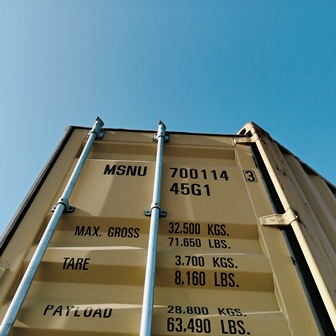 MSNU 700114 3
45G1
MAX. GROSS 32.500 KGS.
71.650 LBS.
TARE 3.700 KGS.
8,160 LBS.
PAYLOAD 28.800 KGS.
63,490 LBS.